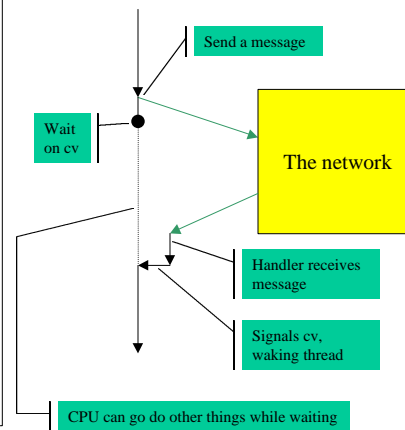 Send a message
Wait
on cv
The network
Handler receives
message
Signals cv,
waking thread
CPU can go do other things while waiting